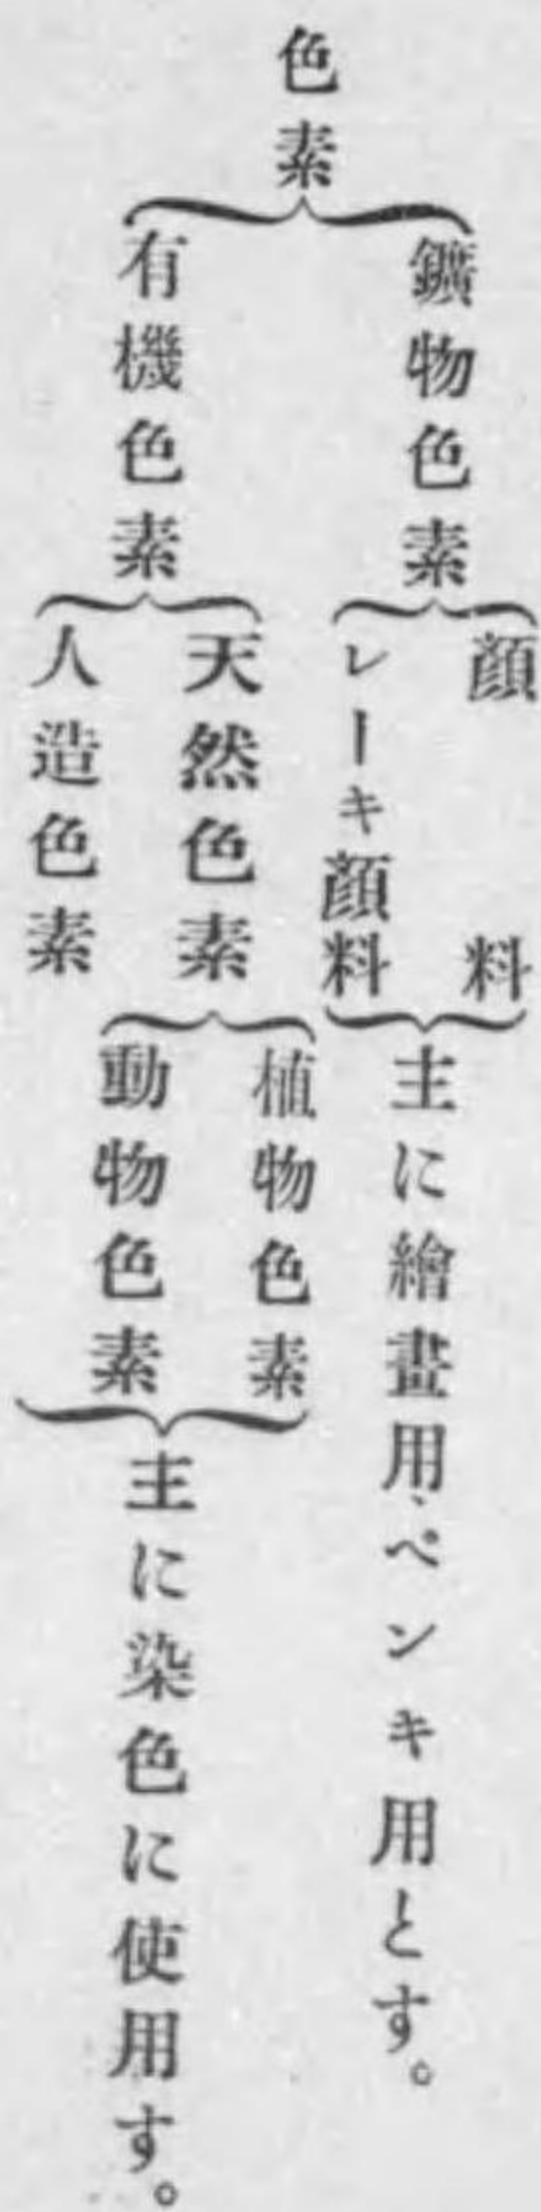 色素
鑛物色素
顔料
レーキ顔料
主に繪畫用、ペンキ用とす。
有機色素
天然色素
植物色素
動物色素
人造色素
主に染色に使用す。